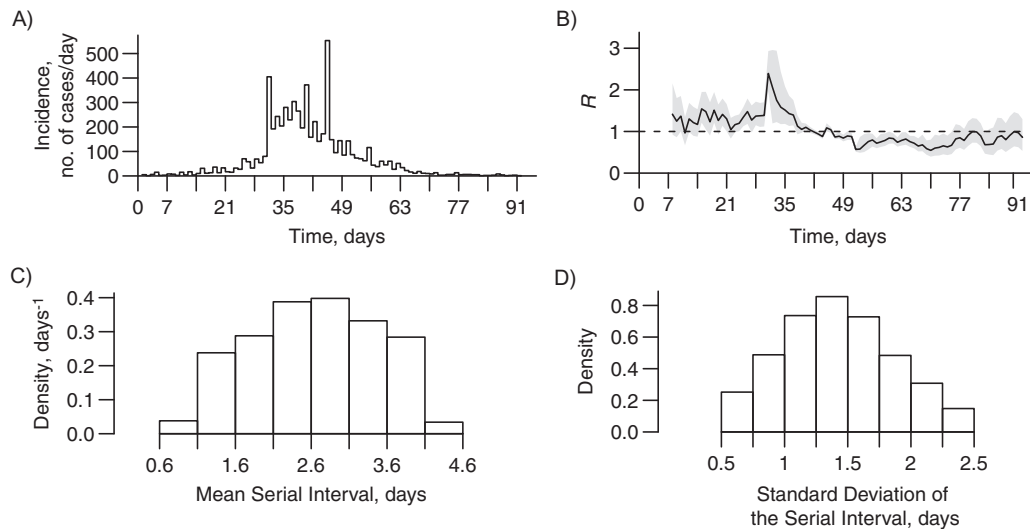 A)
Incidence,
no. of cases/day
500
400
300
200
100
0
0 7 21 35 49 63 77 91
Time, days
B)
R
3
2
1
0
0 7 21 35 49 63 77 91
Time, days
C)
Density, days-1
0.4
0.3
0.2
0.1
0.0
0.6 1.6 2.6 3.6 4.6
Mean Serial Interval, days
D)
Density
0.8
0.6
0.4
0.2
0.0
0.5 1 1.5 2 2.5
Standard Deviation of
the Serial Interval, days